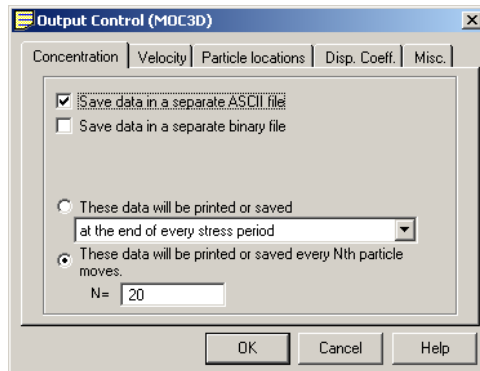 Output Control (MOC3D)
Concentration Velocity Particle locations Disp. Coeff. Misc.
Save data in a separate ASCII file
Save data in a separate binary file
These data will be printed or saved
at the end of every stress period
These data will be printed or saved every Nth particle
moves.
N= 20
OK Cancel Help